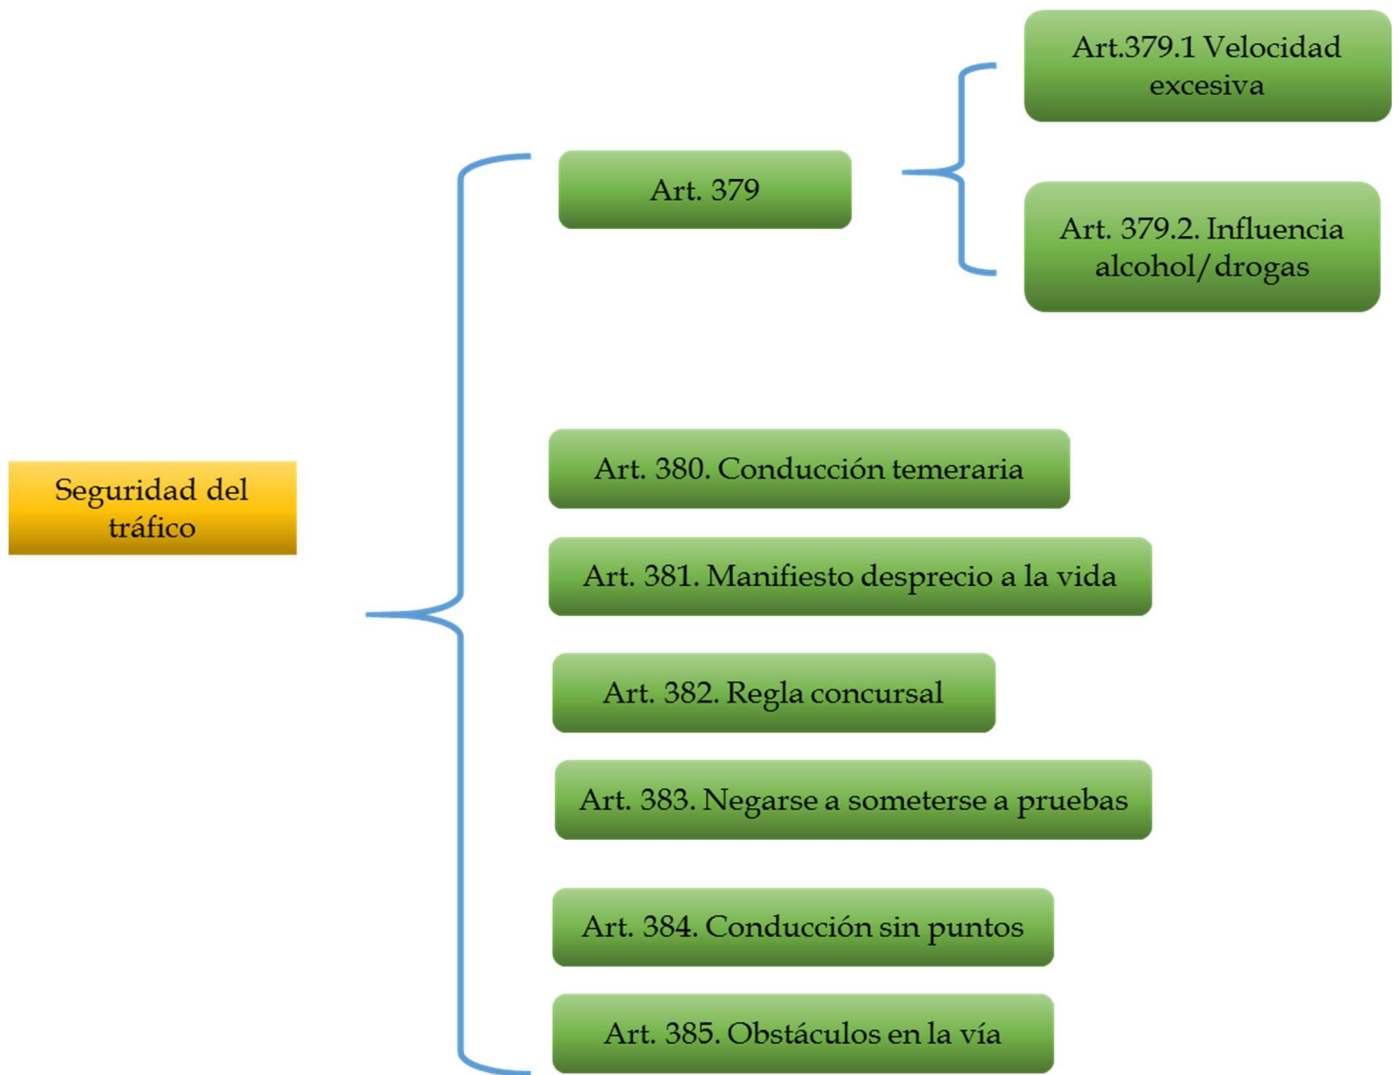 Seguridad del
tráfico
Art. 379
Art.379.1 Velocidad
excesiva
Art. 379.2. Influencia
alcohol/drogas
Art. 380. Conducción temeraria
Art. 381. Manifiesto desprecio a la vida
Art. 382. Regla concursal
Art. 383. Negarse a someterse a pruebas
Art. 384. Conducción sin puntos
Art. 385. Obstáculos en la vía